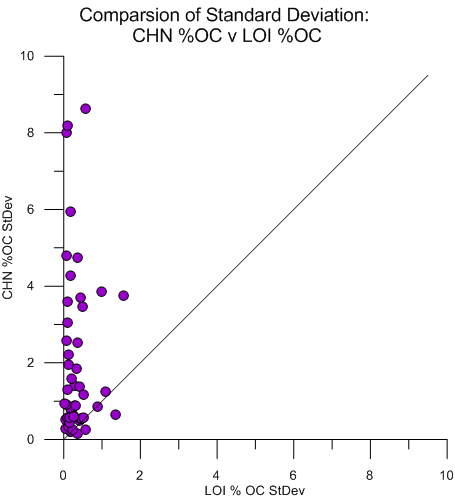 Comparsion of Standard Deviation:
CHN %OC v LOI %OC
10
8
6
4
2
0
CHN %OC StDev
0 2 4 6 8 10
LOI % OC StDev